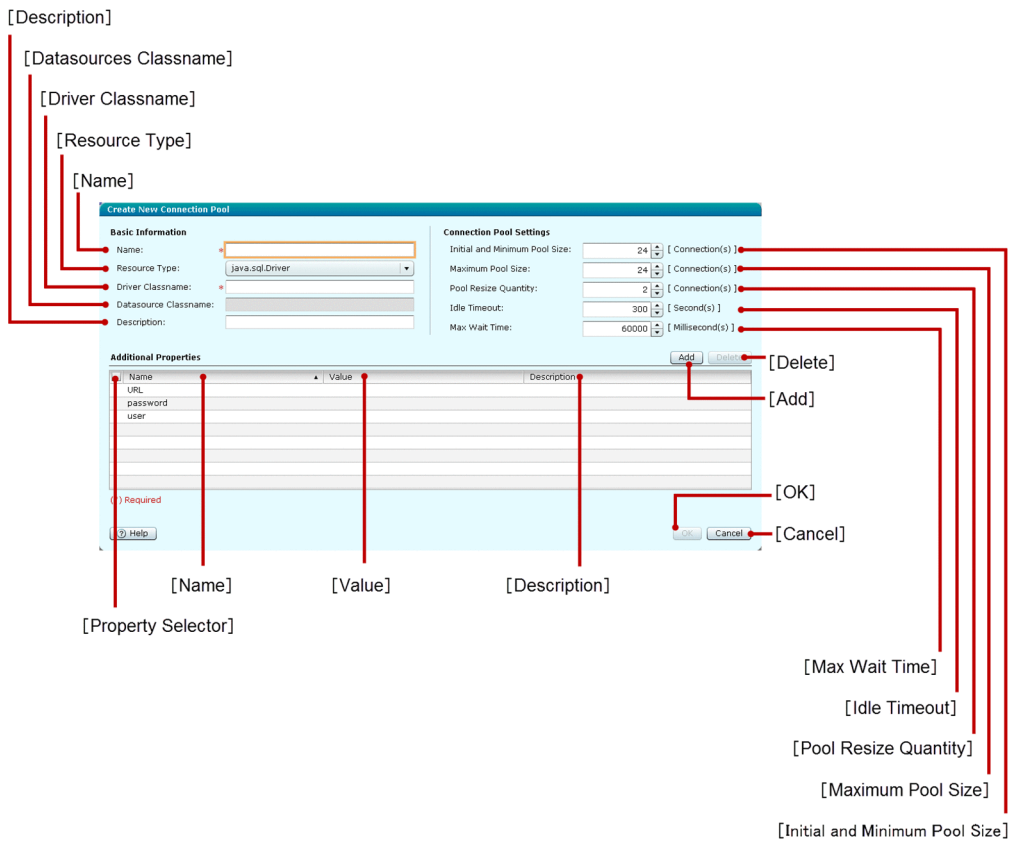 [Description]
[Datasources Classname]
[Driver Classname]
[Resource Type]
[Name]
Create New Connection Pool
Basic Information
Name: *
Resource Type: java.sql.Driver
Driver Classname: *
Datasource Classname:
Description:
Connection Pool Settings
Initial and Minimum Pool Size: 24 [ Connection(s) ]
Maximum Pool Size: 24 [ Connection(s) ]
Pool Resize Quantity: 2 [ Connection(s) ]
Idle Timeout: 300 [ Second(s) ]
Max Wait Time: 60000 [ Millisecond(s) ]
Additional Properties
Add Delete
[Delete]
Name Value Description
[Add]
URL
password
user
(*) Required
[OK]
Help
OK Cancel
[Cancel]
[Name] [Value] [Description]
[Property Selector]
[Max Wait Time]
[Idle Timeout]
[Pool Resize Quantity]
[Maximum Pool Size]
[Initial and Minimum Pool Size]